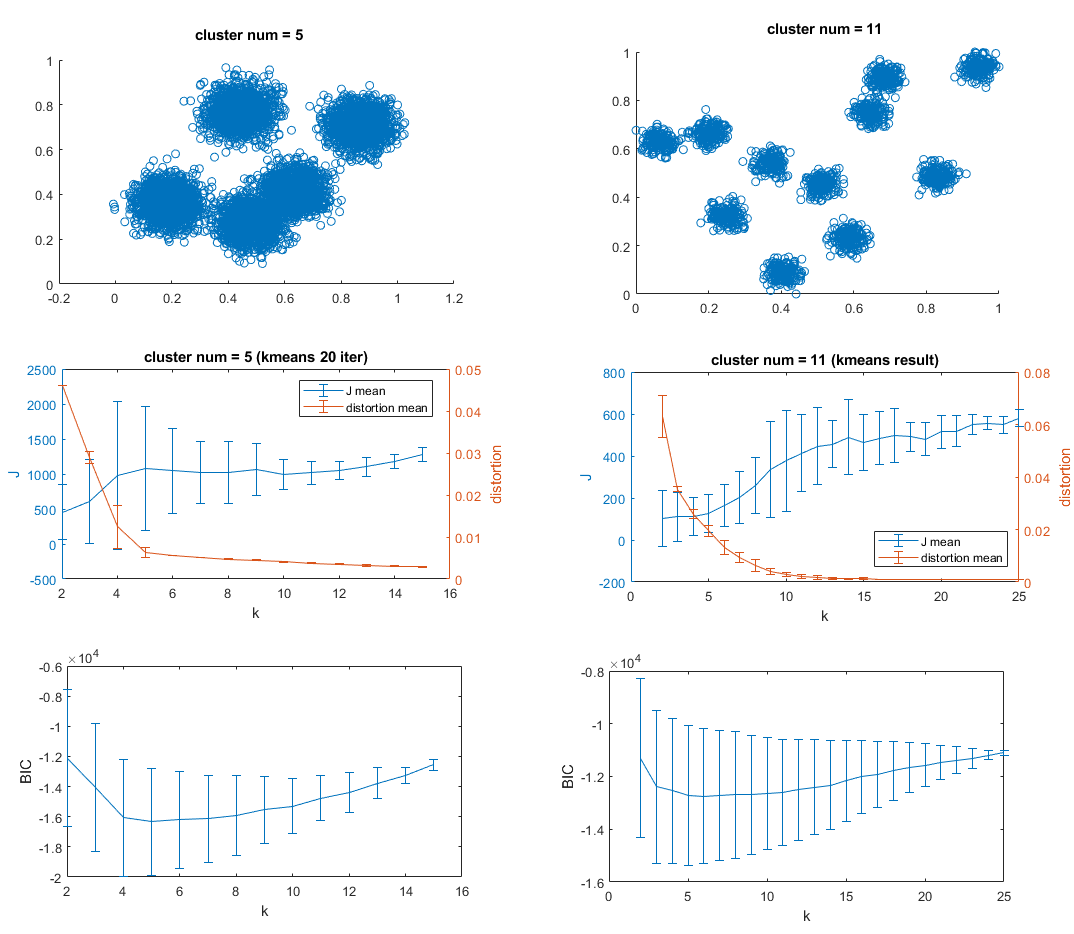 cluster num = 5
1
0.8
0.6
0.4
0.2
0
-0.2 0 0.2 0.4 0.6 0.8 1 1.2
cluster num = 11
1
0.8
0.6
0.4
0.2
0
0 0.2 0.4 0.6 0.8 1
cluster num = 5 (kmeans 20 iter)
2500
2000
1500
1000
500
0
-500
J
0.05
0.04
0.03
0.02
0.01
0
distortion
J mean
distortion mean
2 4 6 8 10 12 14 16
k
cluster num = 11 (kmeans result)
800
600
400
200
0
-200
J
0.08
0.06
0.04
0.02
0
distortion
J mean
distortion mean
0 5 10 15 20 25
k
×10⁴
-0.6
-0.8
-1
-1.2
-1.4
-1.6
-1.8
-2
BIC
2 4 6 8 10 12 14 16
k
×10⁴
-0.8
-1
-1.2
-1.4
-1.6
BIC
0 5 10 15 20 25
k